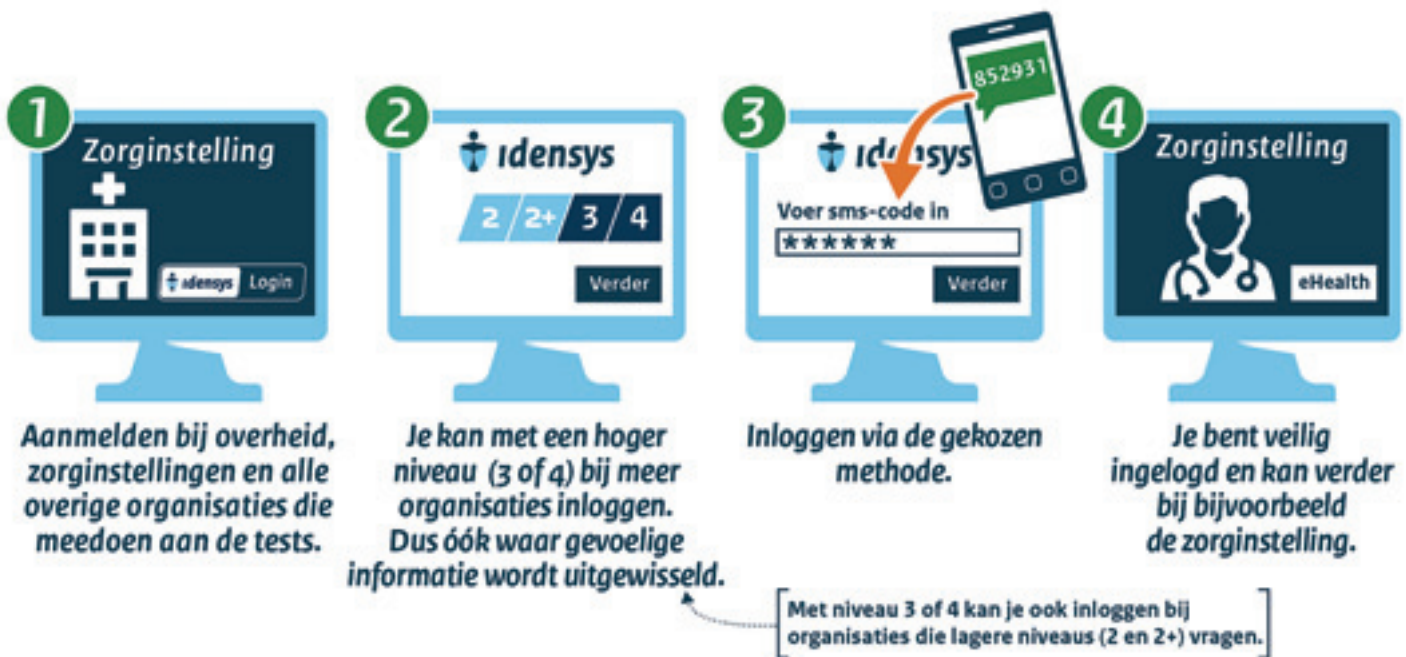 1
Zorginstelling
idensys Login
Aanmelden bij overheid,
zorginstellingen en alle
overige organisaties die
meedoen aan de tests.
2
idensys
2 2+ 3 4
Verder
Je kan met een hoger
niveau (3 of 4) bij meer
organisaties inloggen.
Dus óók waar gevoelige
informatie wordt uitgewisseld.
3
852931
idensys
Voer sms-code in
******
Verder
Inloggen via de gekozen
methode.
4
Zorginstelling
eHealth
Je bent veilig
ingelogd en kan verder
bij bijvoorbeeld
de zorginstelling.
Met niveau 3 of 4 kan je ook inloggen bij
organisaties die lagere niveaus (2 en 2+) vragen.